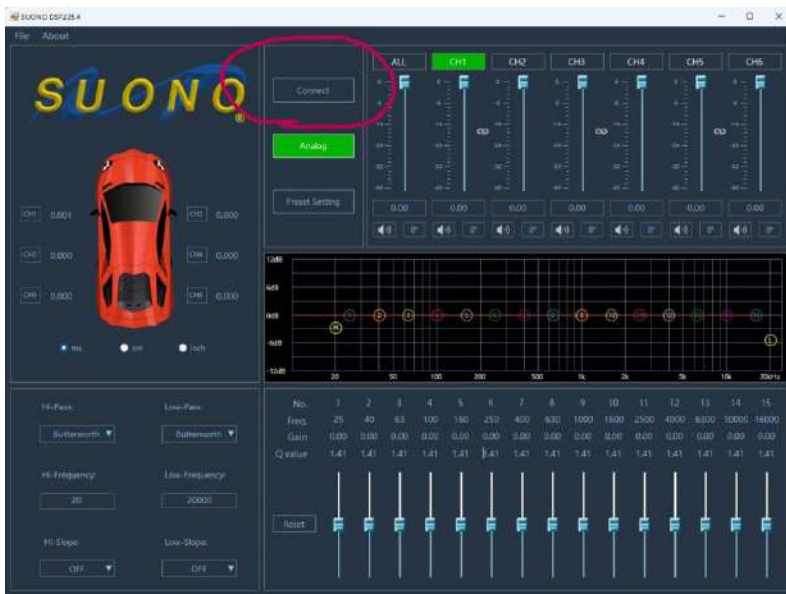 SUONO DSP225.4
File About
SUONO®
Connect
Analog
Preset Setting
ALL CH1 CH2 CH3 CH4 CH5 CH6
0.00 0.00 0.00 0.00 0.00 0.00 0.00
CH1 0.001
0.000
0.000 0.000
0.000 0.000
ms cm inch
12dB
6dB
0dB
-6dB
-12dB
20 50 100 200 500 1k 2k 5k 10k 20kHz
Hi-Pass: Low-Pass:
Butterworth Butterworth
Hi-Frequency: Low-Frequency:
20 20000
Hi-Slope: Low-Slope:
OFF OFF
No. 1 2 3 4 5 6 7 8 9 10 11 12 13 14 15
Freq. 25 40 63 100 160 250 400 630 1000 1600 2500 4000 6300 10000 16000
Gain 0.00 0.00 0.00 0.00 0.00 0.00 0.00 0.00 0.00 0.00 0.00 0.00 0.00 0.00 0.00
Q value 1.41 1.41 1.41 1.41 1.41 1.41 1.41 1.41 1.41 1.41 1.41 1.41 1.41 1.41 1.41
Reset